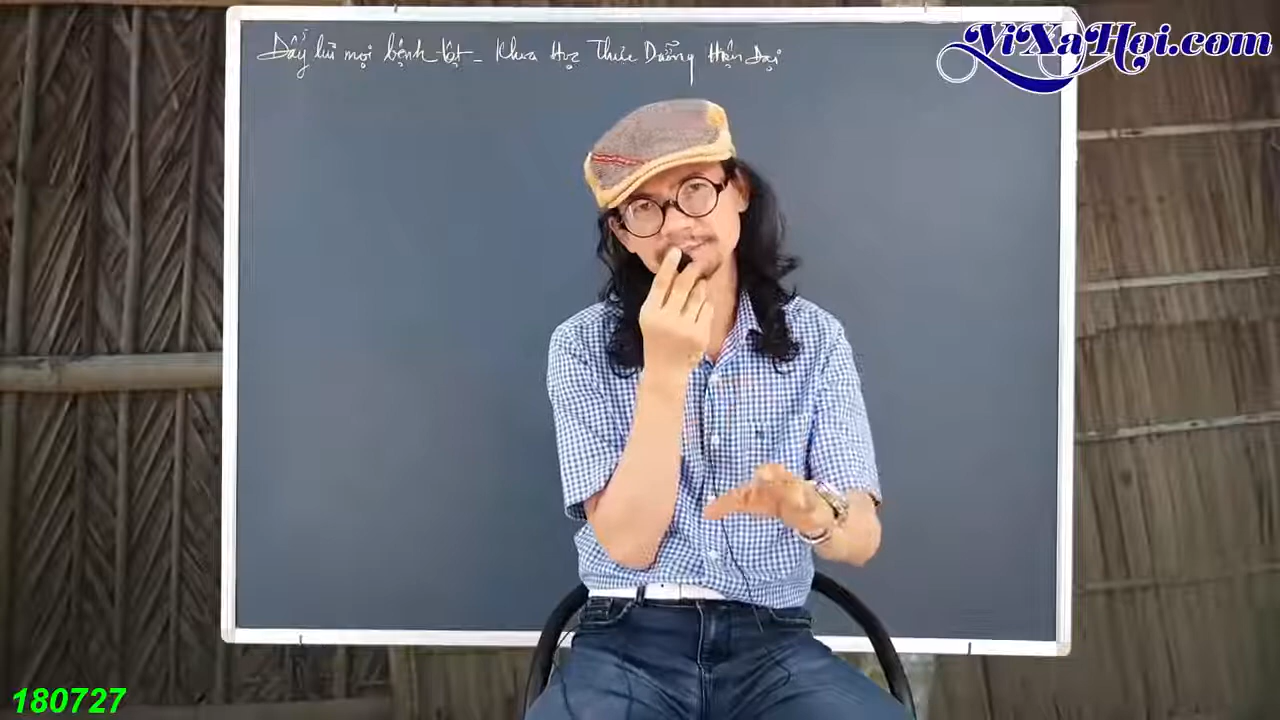 Đẩy lùi mọi bệnh tật - Khoa Học Thực Dưỡng Hiện Đại
ViXaHoi.com
180727